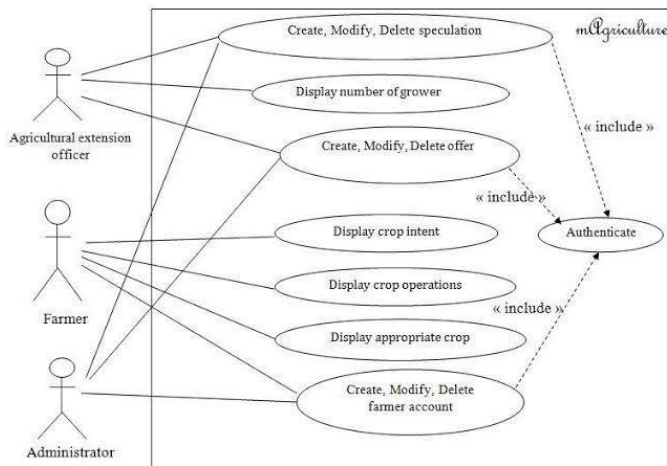 mAgriculture
Create, Modify, Delete speculation
Display number of grower
Agricultural extension
officer
Create, Modify, Delete offer
« include »
« include »
Display crop intent
Authenticate
Display crop operations
Farmer
« include »
Display appropriate crop
Create, Modify, Delete
farmer account
Administrator